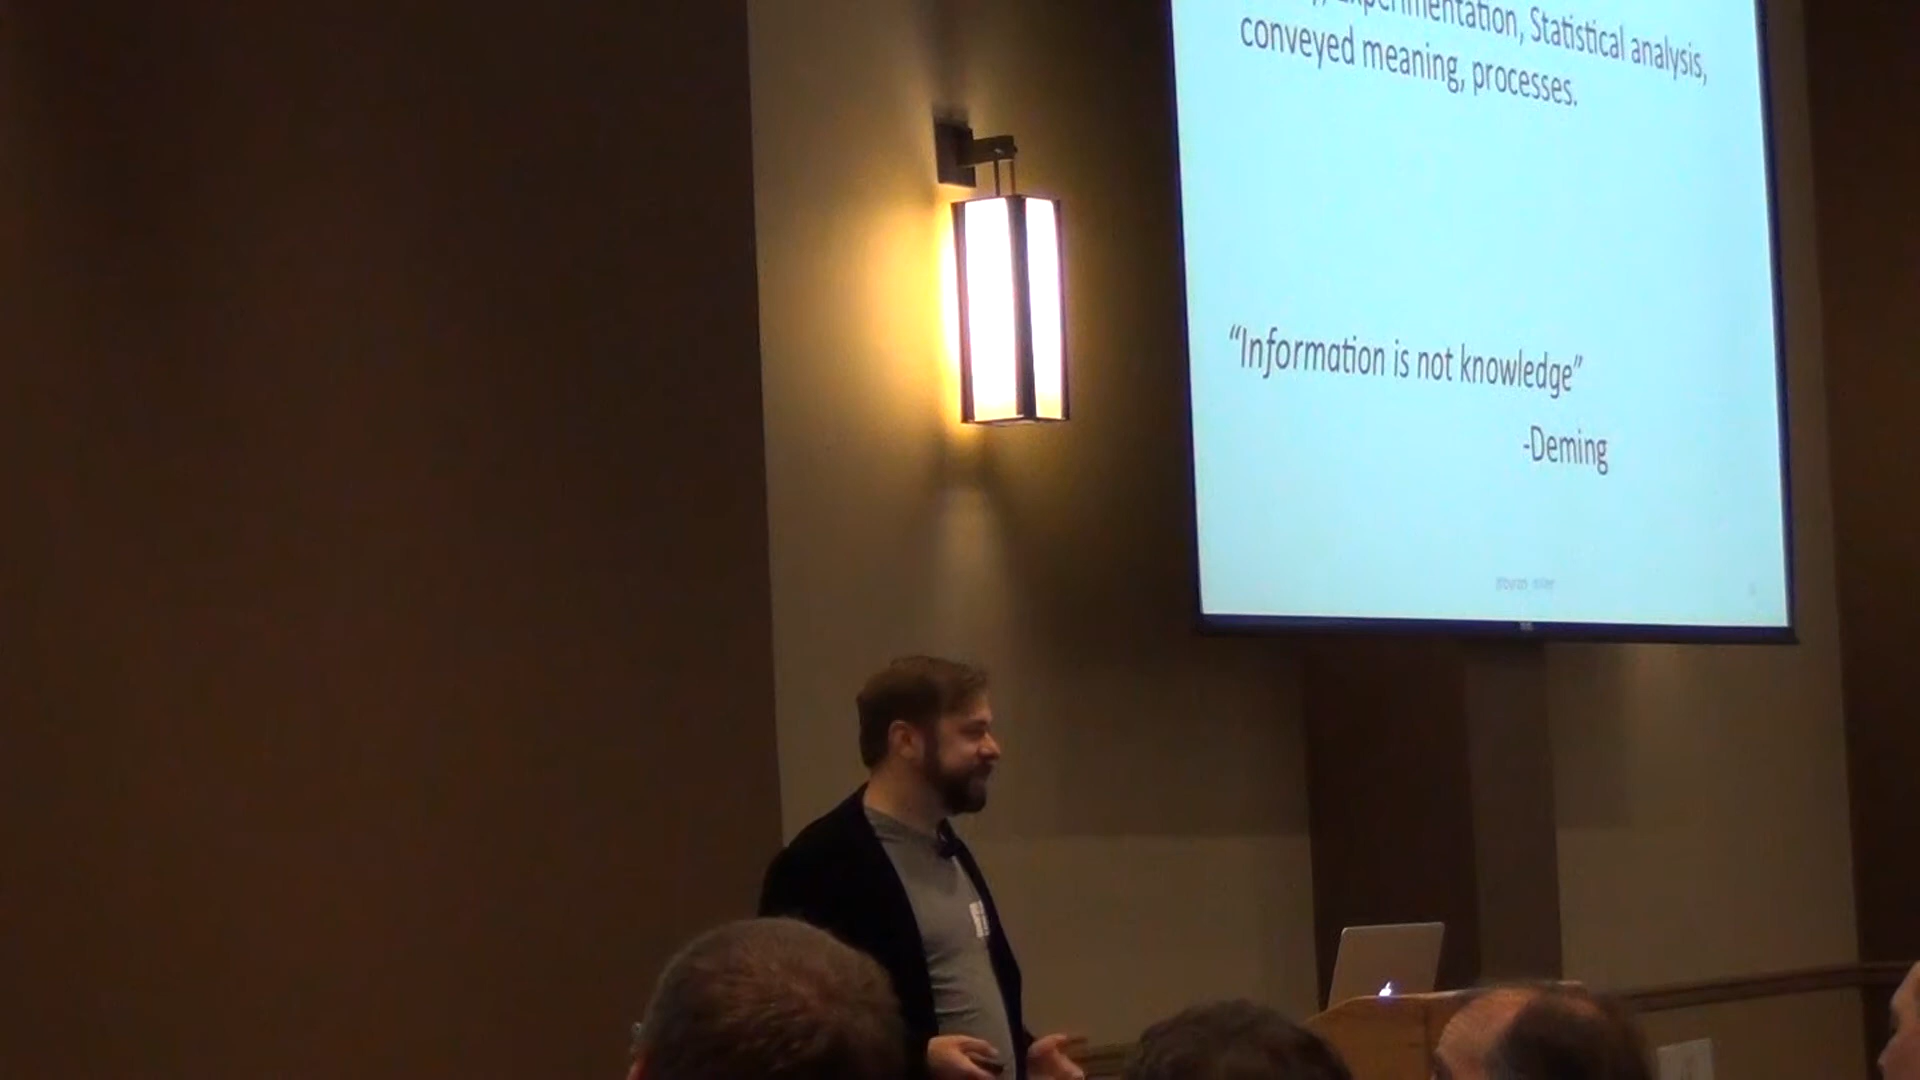 Experimentation, Statistical analysis,
conveyed meaning, processes.
“Information is not knowledge”
-Deming